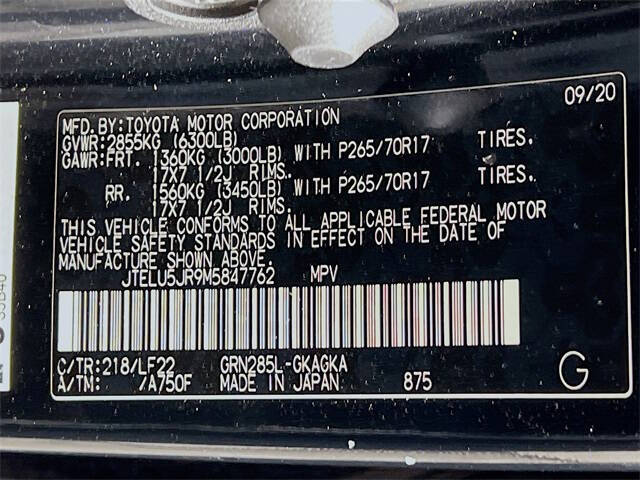 09/20
MFD.BY:TOYOTA MOTOR CORPORATION
GVWR:2855KG (6300LB)
GAWR:FRT. 1360KG (3000LB) WITH P265/70R17 TIRES.
17X7 1/2J RIMS.
RR. 1560KG (3450LB) WITH P265/70R17 TIRES.
17X7 1/2J RIMS.
THIS VEHICLE CONFORMS TO ALL APPLICABLE FEDERAL MOTOR
VEHICLE SAFETY STANDARDS IN EFFECT ON THE DATE OF
MANUFACTURE SHOWN ABOVE.
JTELU5JR9M5847762 MPV
C/TR:218/LF22 GRN285L-GKAGKA
A/TM: /A750F MADE IN JAPAN 875 G